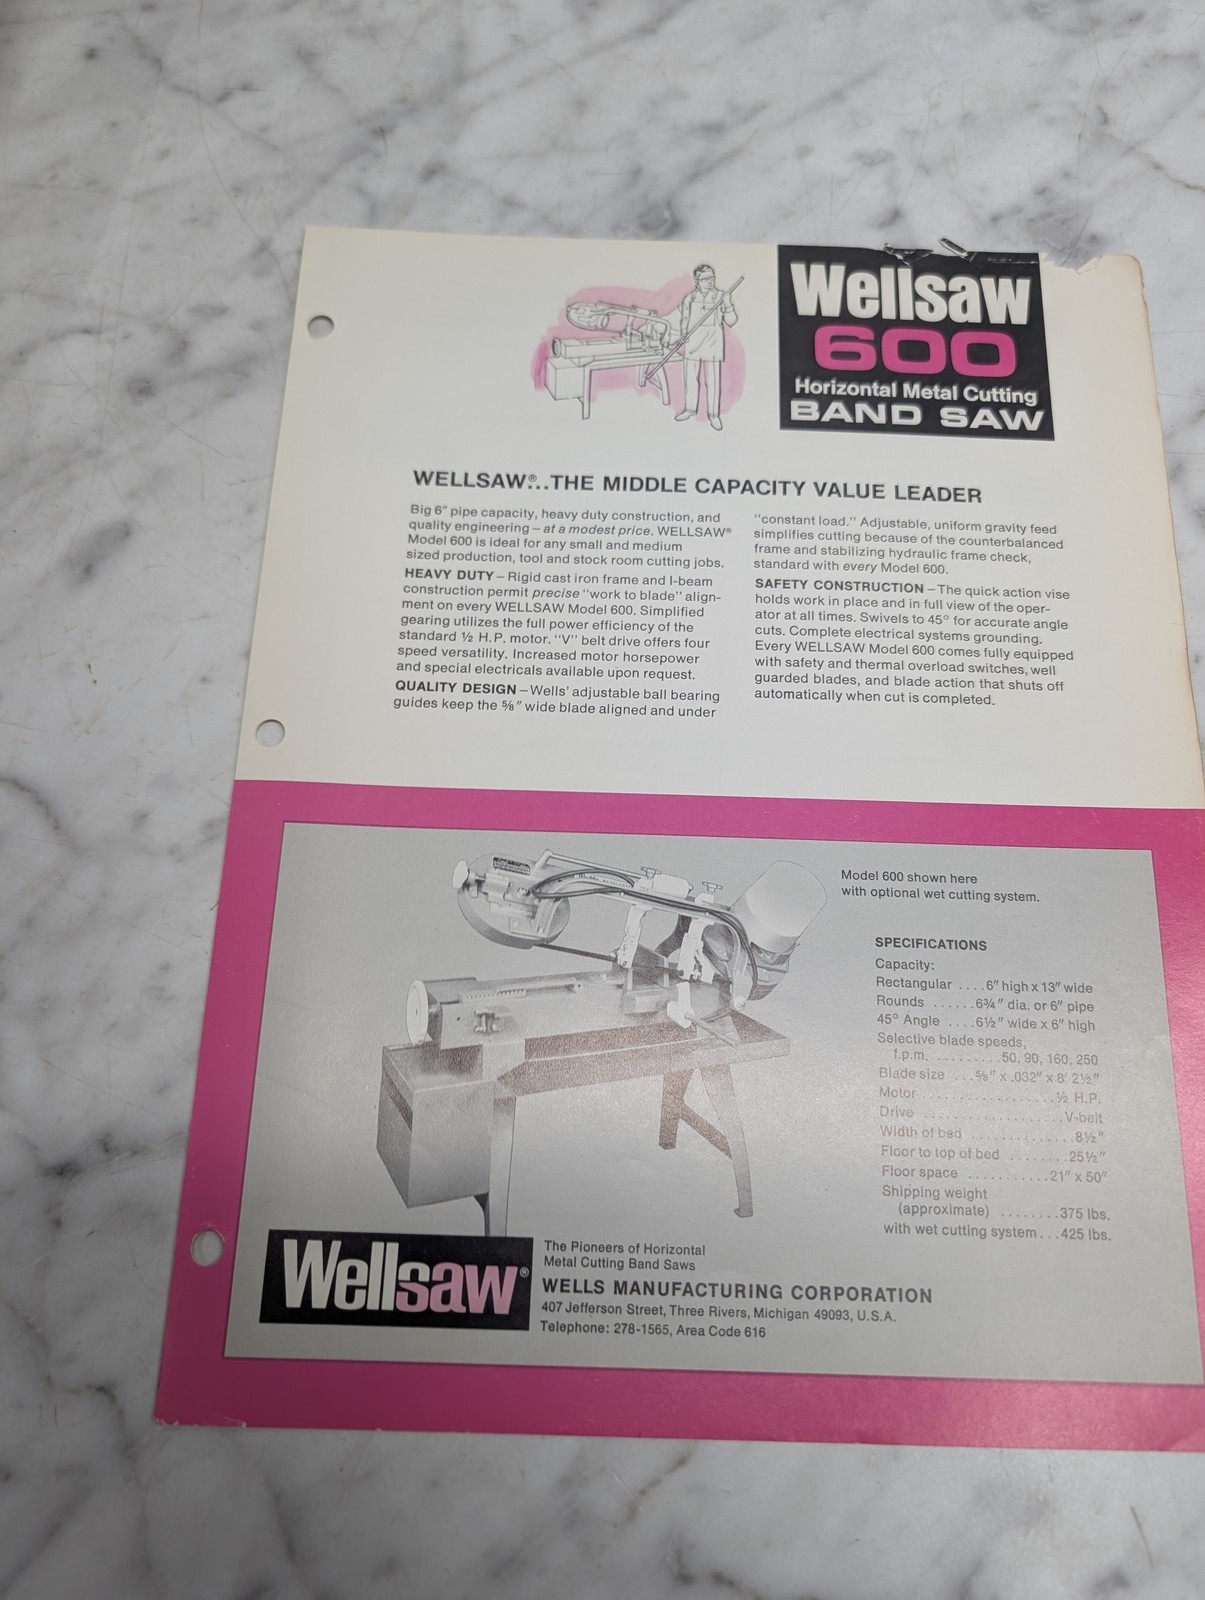 Wellsaw
600
Horizontal Metal Cutting
BAND SAW
WELLSAW®...THE MIDDLE CAPACITY VALUE LEADER
Big 6" pipe capacity, heavy duty construction, and
quality engineering – at a modest price. WELLSAW®
Model 600 is ideal for any small and medium
sized production, tool and stock room cutting jobs.
HEAVY DUTY – Rigid cast iron frame and I-beam
construction permit precise "work to blade" align-
ment on every WELLSAW Model 600. Simplified
gearing utilizes the full power efficiency of the
standard ½ H.P. motor. "V" belt drive offers four
speed versatility. Increased motor horsepower
and special electricals available upon request.
QUALITY DESIGN – Wells' adjustable ball bearing
guides keep the ⅝" wide blade aligned and under
"constant load." Adjustable, uniform gravity feed
simplifies cutting because of the counterbalanced
frame and stabilizing hydraulic frame check,
standard with every Model 600.
SAFETY CONSTRUCTION – The quick action vise
holds work in place and in full view of the oper-
ator at all times. Swivels to 45° for accurate angle
cuts. Complete electrical systems grounding.
Every WELLSAW Model 600 comes fully equipped
with safety and thermal overload switches, well
guarded blades, and blade action that shuts off
automatically when cut is completed.
Model 600 shown here
with optional wet cutting system.
SPECIFICATIONS
Capacity:
Rectangular ....6" high x 13" wide
Rounds ......6¾" dia. or 6" pipe
45° Angle ....6½" wide x 6" high
Selective blade speeds,
f.p.m. ..........50, 90, 160, 250
Blade size ...⅝" x .032" x 8' 2½"
Motor .................½ H.P.
Drive ..................V-belt
Width of bed .............8½"
Floor to top of bed ........25½"
Floor space ...........21" x 50"
Shipping weight
(approximate) ........375 lbs.
with wet cutting system...425 lbs.
Wellsaw®
The Pioneers of Horizontal
Metal Cutting Band Saws
WELLS MANUFACTURING CORPORATION
407 Jefferson Street, Three Rivers, Michigan 49093, U.S.A.
Telephone: 278-1565, Area Code 616